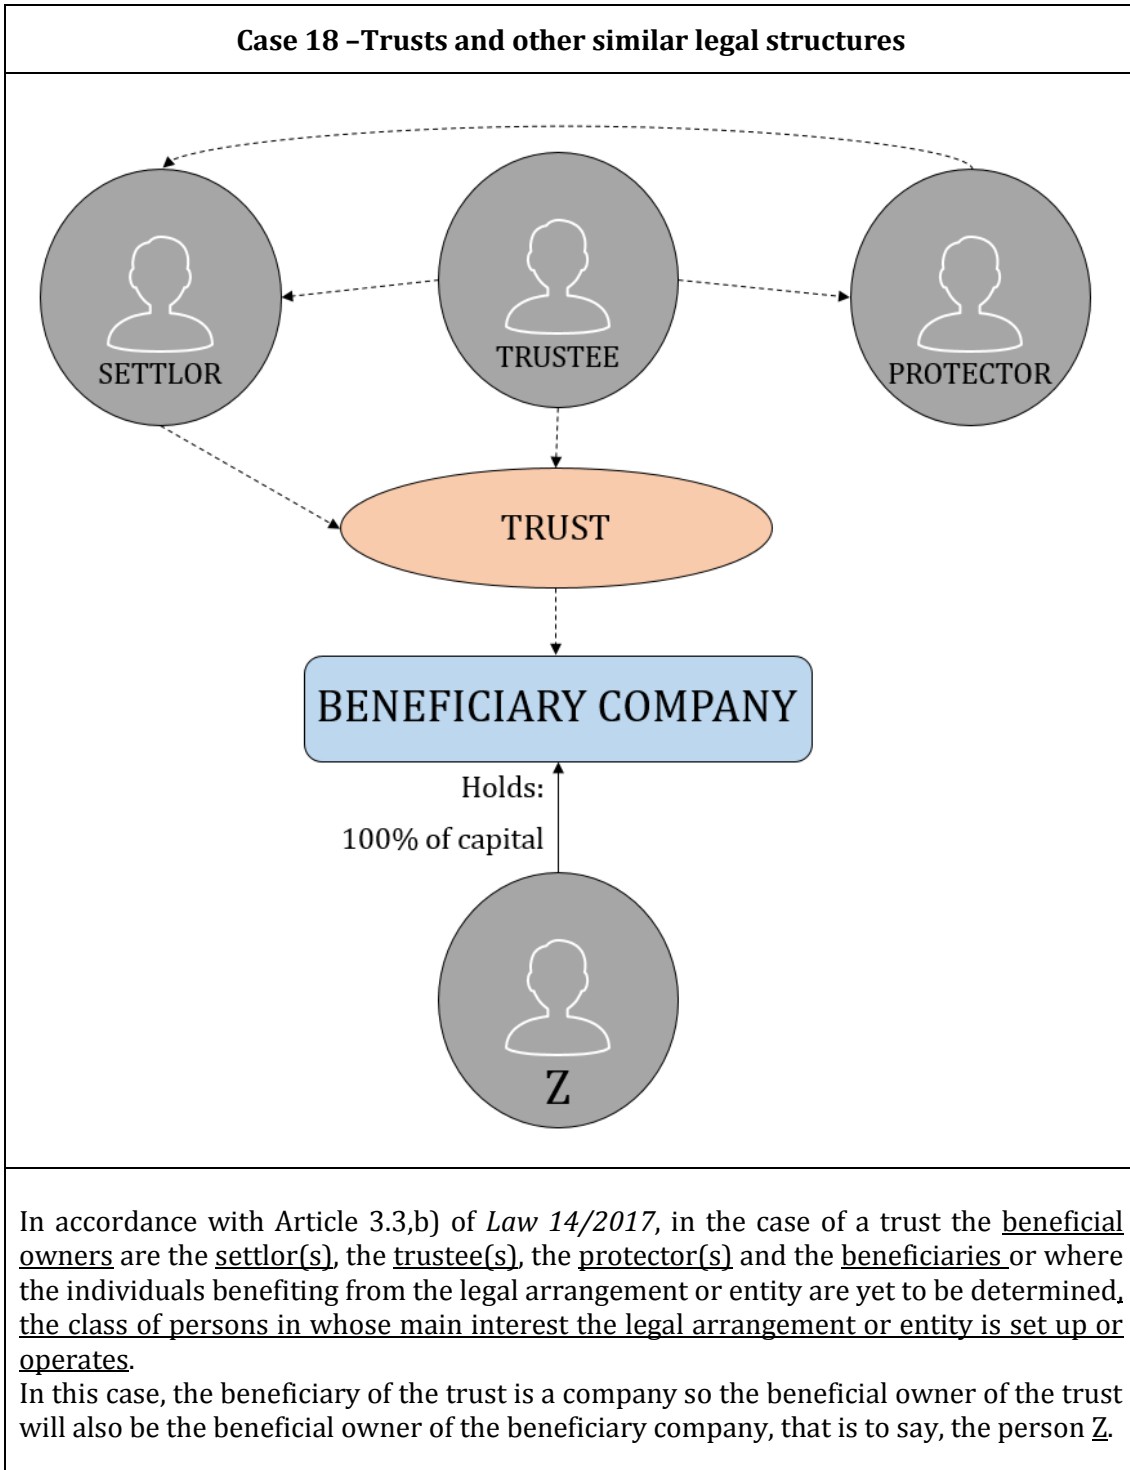 Case 18 –Trusts and other similar legal structures
SETTLOR
TRUSTEE
PROTECTOR
TRUST
BENEFICIARY COMPANY
Holds:
100% of capital
Z
In accordance with Article 3.3,b) of Law 14/2017, in the case of a trust the beneficial
owners are the settlor(s), the trustee(s), the protector(s) and the beneficiaries or where
the individuals benefiting from the legal arrangement or entity are yet to be determined,
the class of persons in whose main interest the legal arrangement or entity is set up or
operates.
In this case, the beneficiary of the trust is a company so the beneficial owner of the trust
will also be the beneficial owner of the beneficiary company, that is to say, the person Z.